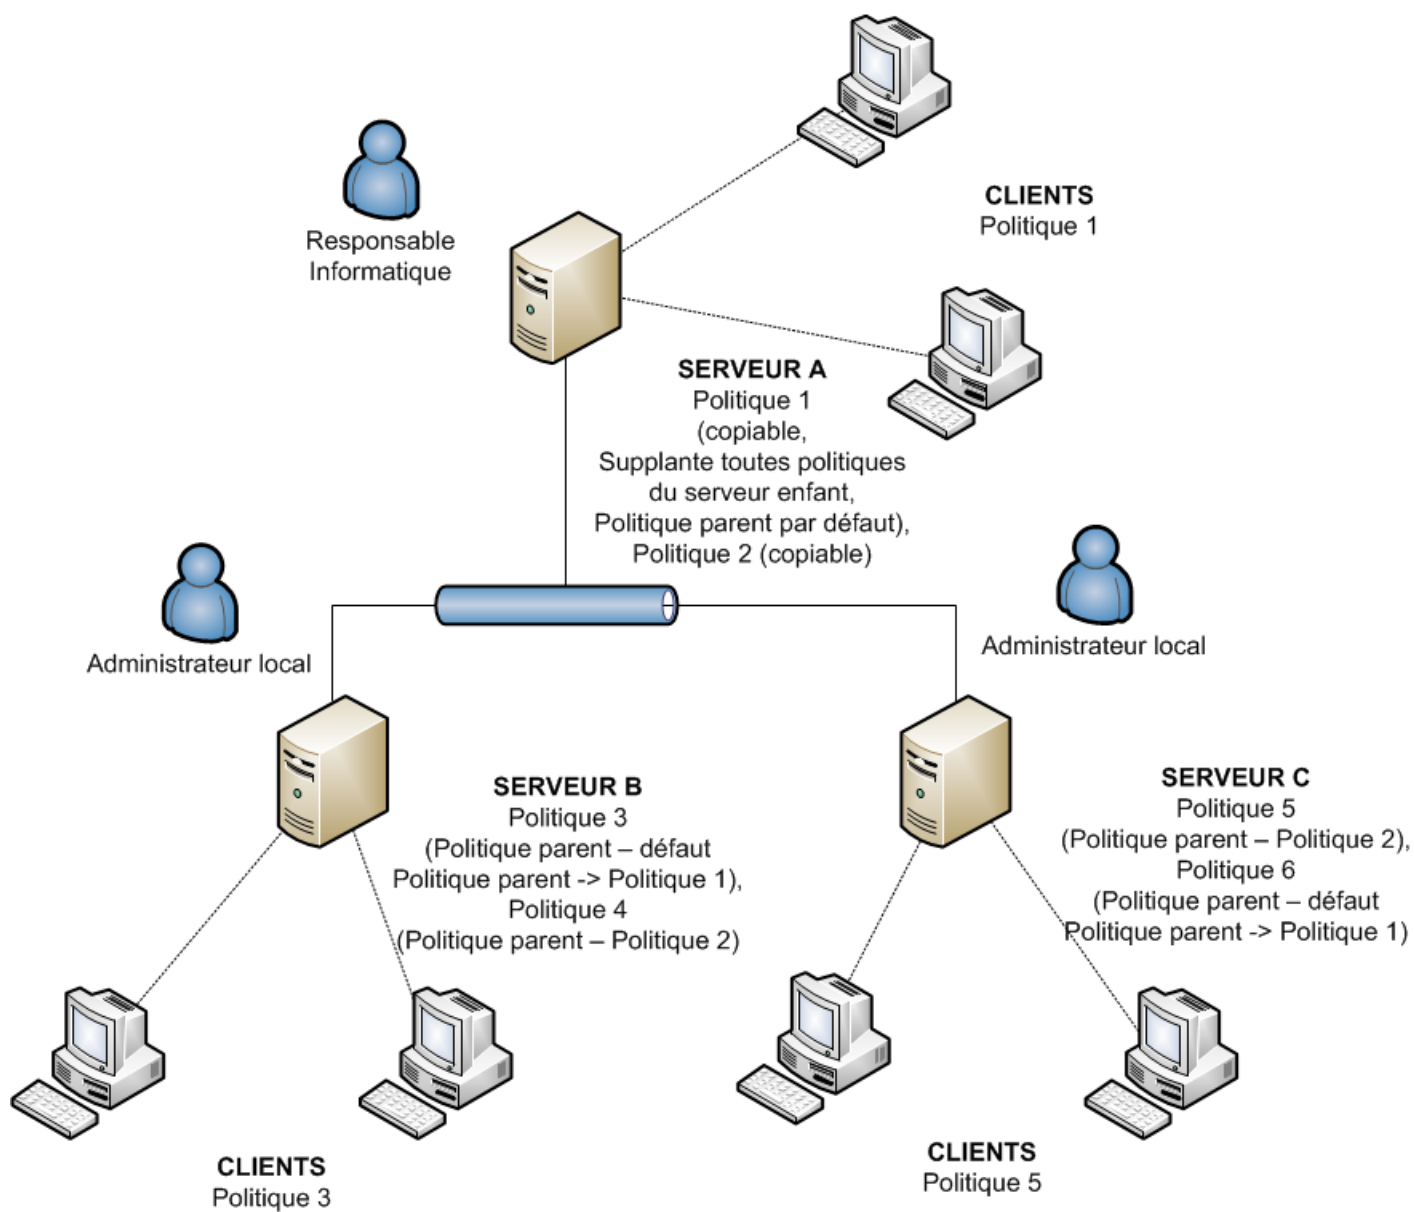 CLIENTS
Politique 1
Responsable
Informatique
SERVEUR A
Politique 1
(copiable,
Supplante toutes politiques
du serveur enfant,
Politique parent par défaut),
Politique 2 (copiable)
Administrateur local
Administrateur local
SERVEUR B
Politique 3
(Politique parent – défaut
Politique parent -> Politique 1),
Politique 4
(Politique parent – Politique 2)
SERVEUR C
Politique 5
(Politique parent – Politique 2),
Politique 6
(Politique parent – défaut
Politique parent -> Politique 1)
CLIENTS
Politique 3
CLIENTS
Politique 5